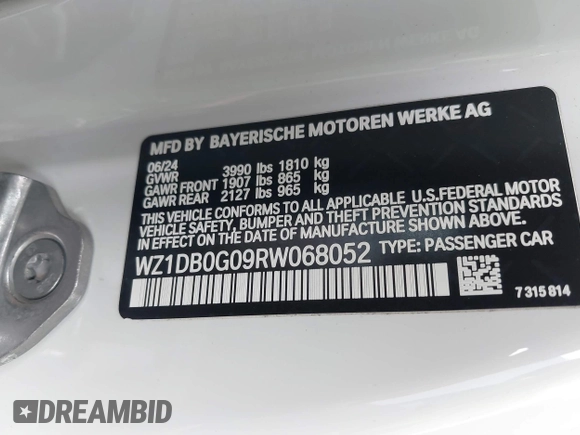 MFD BY BAYERISCHE MOTOREN WERKE AG
06/24
GVWR 3990 lbs 1810 kg
GAWR FRONT 1907 lbs 865 kg
GAWR REAR 2127 lbs 965 kg
THIS VEHICLE CONFORMS TO ALL APPLICABLE U.S.FEDERAL MOTOR
VEHICLE SAFETY, BUMPER AND THEFT PREVENTION STANDARDS
IN EFFECT ON THE DATE OF MANUFACTURE SHOWN ABOVE.
WZ1DB0G09RW068052 TYPE: PASSENGER CAR
7 315 814
DREAMBID